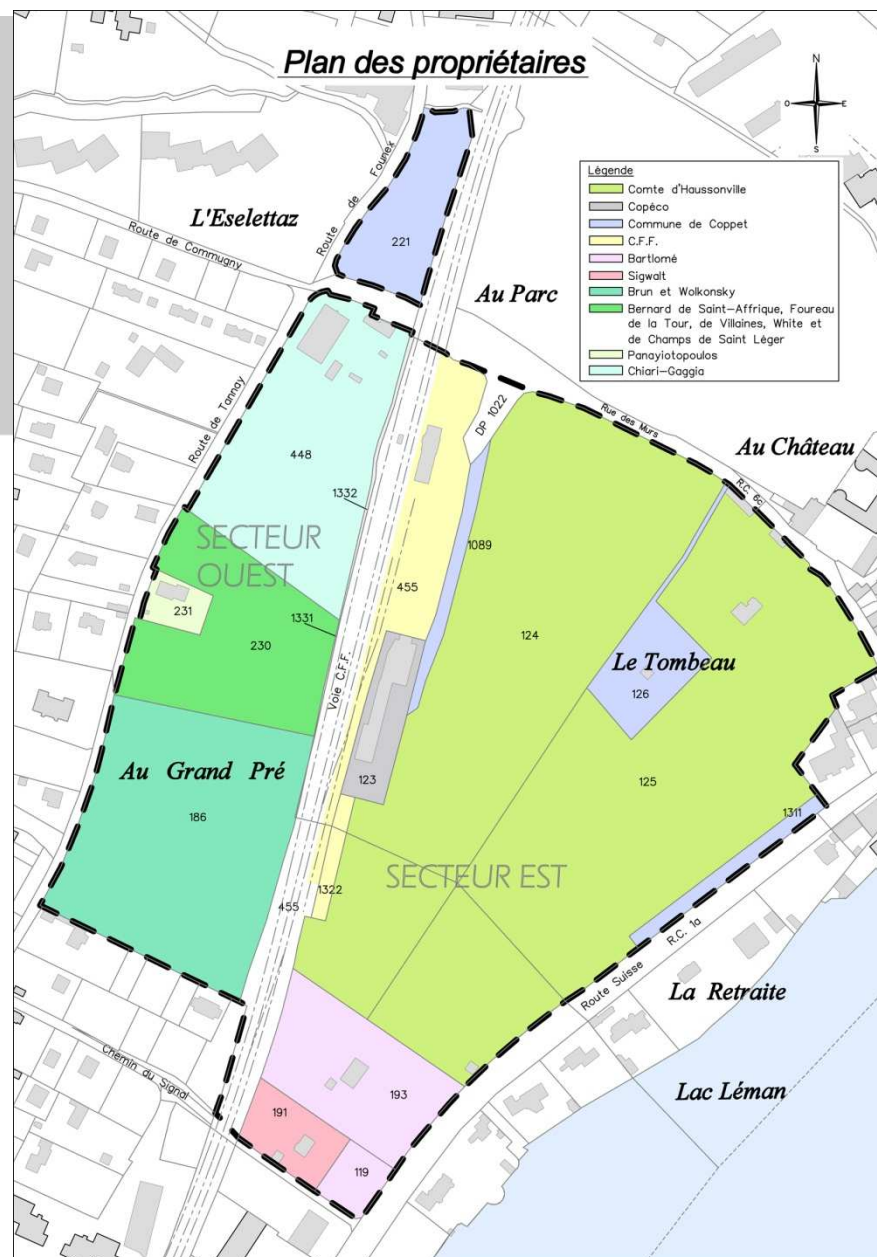 Plan des propriétaires
N
O
E
S
Légende
Comte d'Haussonville
Copéco
Commune de Coppet
C.F.F.
Bartlomé
Sigwalt
Brun et Wolkonsky
Bernard de Saint-Affrique, Foureau
de la Tour, de Villaines, White et
de Champs de Saint Léger
Panayiotopoulos
Chiari-Gaggia
Route de Founex
L'Eselettaz
Route de Commugny
221
Au Parc
Route de Tannay
DP 1022
Rue des Murs
Au Château
R.C. 6c
448
1332
SECTEUR
OUEST
1089
455
231
1331
230
124
Le Tombeau
126
Voie C.F.F.
Au Grand Pré
123
125
186
1311
SECTEUR EST
1322
455
R.C. 1a
Route Suisse
La Retraite
Chemin du Signal
Lac Léman
193
191
119